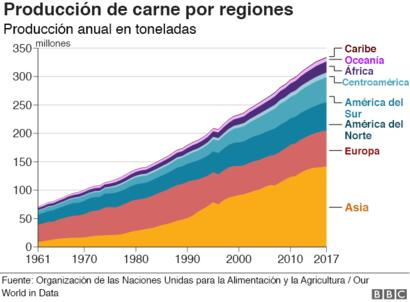 Producción de carne por regiones
Producción anual en toneladas
millones
350
300
250
200
150
100
50
0
1961
1970
1980
1990
2000
2010
2017
Caribe
Oceanía
África
Centroamérica
América del
Sur
América del
Norte
Europa
Asia
Fuente: Organización de las Naciones Unidas para la Alimentación y la Agricultura / Our
World in Data
BBC